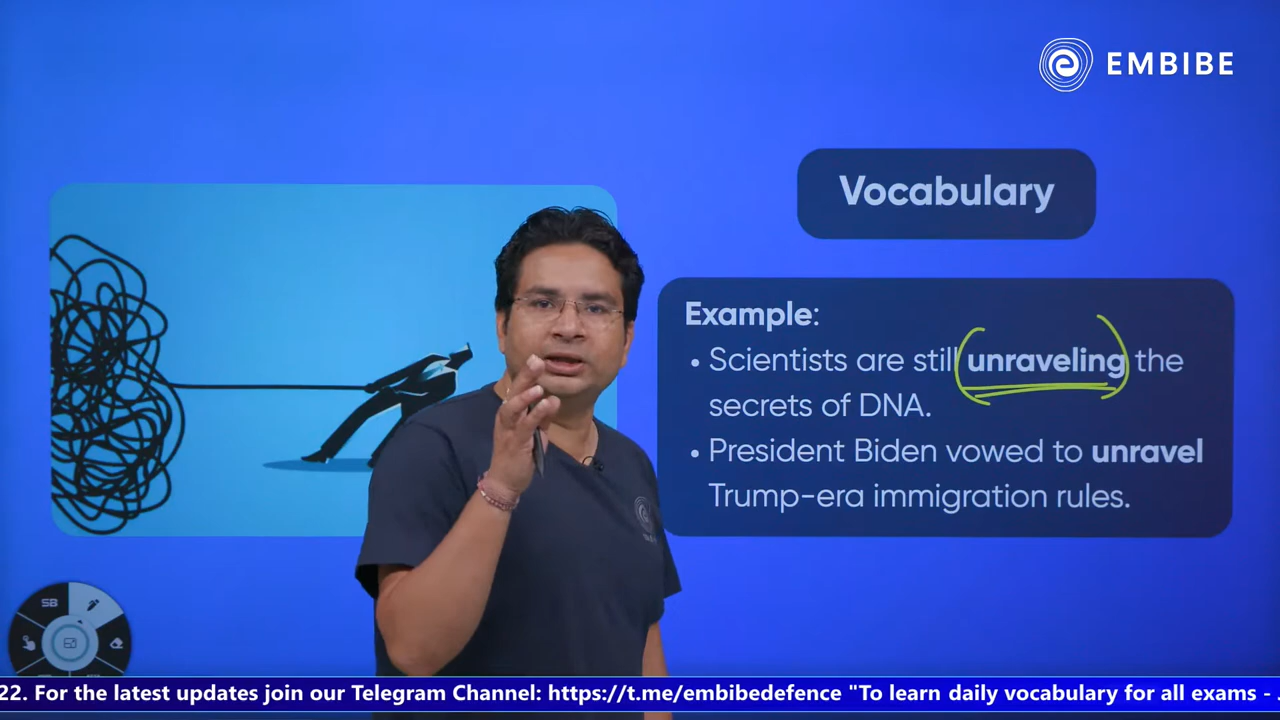 EMBIBE
Vocabulary
Example:
• Scientists are still unraveling the
secrets of DNA.
• President Biden vowed to unravel
Trump-era immigration rules.
SB
22. For the latest updates join our Telegram Channel: https://t.me/embibedefence "To learn daily vocabulary for all exams -